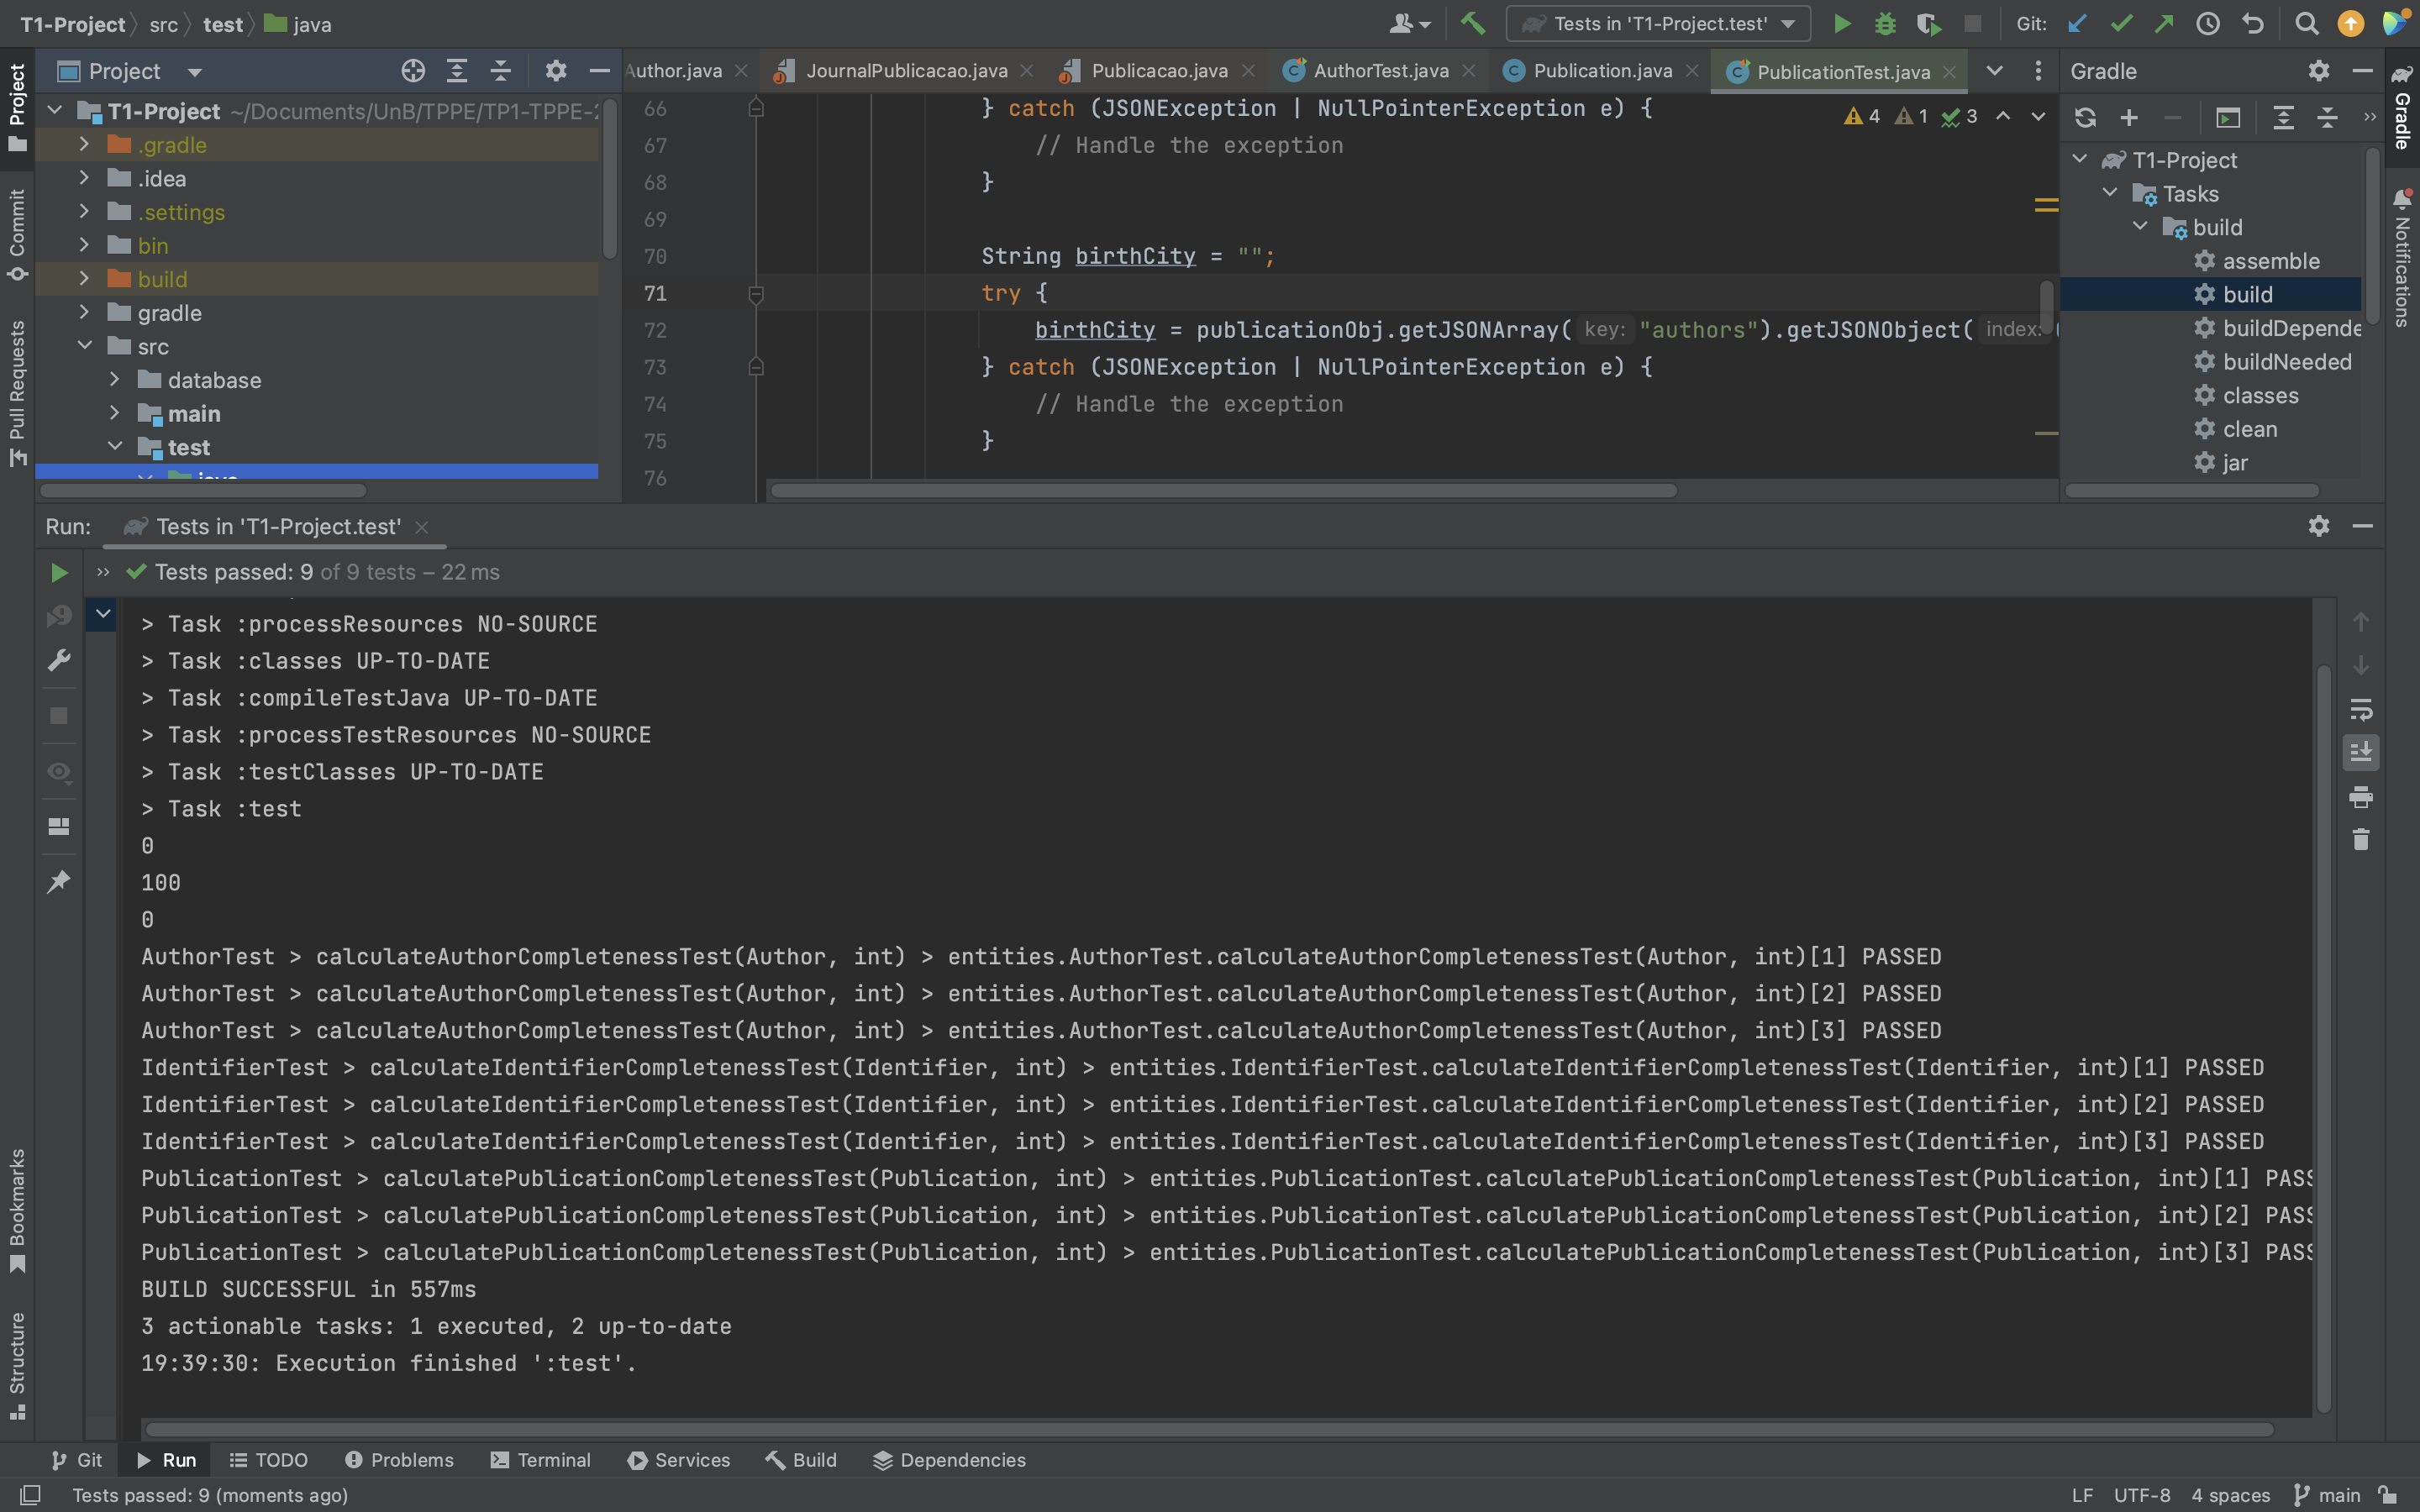 T1-Project src test java
Tests in 'T1-Project.test'
Git:
Project
Author.java
JournalPublicacao.java
Publicacao.java
AuthorTest.java
Publication.java
PublicationTest.java
Gradle
Project
Commit
Pull Requests
Bookmarks
Structure
T1-Project ~/Documents/UnB/TPPE/TP1-TPPE-
.gradle
.idea
.settings
bin
build
gradle
src
database
main
test
java
66 } catch (JSONException | NullPointerException e) {
67 // Handle the exception
68 }
69
70 String birthCity = "";
71 try {
72 birthCity = publicationObj.getJSONArray( key: "authors").getJSONObject( index:
73 } catch (JSONException | NullPointerException e) {
74 // Handle the exception
75 }
76
4 1 3
T1-Project
Tasks
build
assemble
build
buildDepende
buildNeeded
classes
clean
jar
Gradle
Notifications
Run: Tests in 'T1-Project.test'
Tests passed: 9 of 9 tests – 22 ms
> Task :processResources NO-SOURCE
> Task :classes UP-TO-DATE
> Task :compileTestJava UP-TO-DATE
> Task :processTestResources NO-SOURCE
> Task :testClasses UP-TO-DATE
> Task :test
0
100
0
AuthorTest > calculateAuthorCompletenessTest(Author, int) > entities.AuthorTest.calculateAuthorCompletenessTest(Author, int)[1] PASSED
AuthorTest > calculateAuthorCompletenessTest(Author, int) > entities.AuthorTest.calculateAuthorCompletenessTest(Author, int)[2] PASSED
AuthorTest > calculateAuthorCompletenessTest(Author, int) > entities.AuthorTest.calculateAuthorCompletenessTest(Author, int)[3] PASSED
IdentifierTest > calculateIdentifierCompletenessTest(Identifier, int) > entities.IdentifierTest.calculateIdentifierCompletenessTest(Identifier, int)[1] PASSED
IdentifierTest > calculateIdentifierCompletenessTest(Identifier, int) > entities.IdentifierTest.calculateIdentifierCompletenessTest(Identifier, int)[2] PASSED
IdentifierTest > calculateIdentifierCompletenessTest(Identifier, int) > entities.IdentifierTest.calculateIdentifierCompletenessTest(Identifier, int)[3] PASSED
PublicationTest > calculatePublicationCompletenessTest(Publication, int) > entities.PublicationTest.calculatePublicationCompletenessTest(Publication, int)[1] PASS
PublicationTest > calculatePublicationCompletenessTest(Publication, int) > entities.PublicationTest.calculatePublicationCompletenessTest(Publication, int)[2] PASS
PublicationTest > calculatePublicationCompletenessTest(Publication, int) > entities.PublicationTest.calculatePublicationCompletenessTest(Publication, int)[3] PASS
BUILD SUCCESSFUL in 557ms
3 actionable tasks: 1 executed, 2 up-to-date
19:39:30: Execution finished ':test'.
Git Run TODO Problems Terminal Services Build Dependencies
Tests passed: 9 (moments ago)
LF UTF-8 4 spaces main